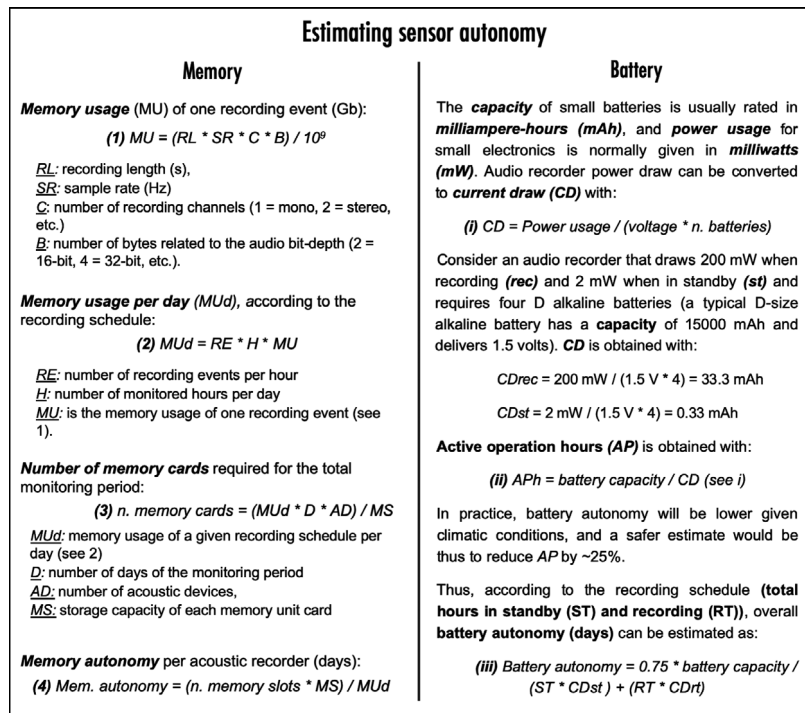 Estimating sensor autonomy
Memory
Memory usage (MU) of one recording event (Gb):
(1) MU = (RL * SR * C * B) / 10⁹
RL: recording length (s),
SR: sample rate (Hz)
C: number of recording channels (1 = mono, 2 = stereo,
etc.)
B: number of bytes related to the audio bit-depth (2 =
16-bit, 4 = 32-bit, etc.).
Memory usage per day (MUd), according to the
recording schedule:
(2) MUd = RE * H * MU
RE: number of recording events per hour
H: number of monitored hours per day
MU: is the memory usage of one recording event (see
1).
Number of memory cards required for the total
monitoring period:
(3) n. memory cards = (MUd * D * AD) / MS
MUd: memory usage of a given recording schedule per
day (see 2)
D: number of days of the monitoring period
AD: number of acoustic devices,
MS: storage capacity of each memory unit card
Memory autonomy per acoustic recorder (days):
(4) Mem. autonomy = (n. memory slots * MS) / MUd
Battery
The capacity of small batteries is usually rated in
milliampere-hours (mAh), and power usage for
small electronics is normally given in milliwatts
(mW). Audio recorder power draw can be converted
to current draw (CD) with:
(i) CD = Power usage / (voltage * n. batteries)
Consider an audio recorder that draws 200 mW when
recording (rec) and 2 mW when in standby (st) and
requires four D alkaline batteries (a typical D-size
alkaline battery has a capacity of 15000 mAh and
delivers 1.5 volts). CD is obtained with:
CDrec = 200 mW / (1.5 V * 4) = 33.3 mAh
CDst = 2 mW / (1.5 V * 4) = 0.33 mAh
Active operation hours (AP) is obtained with:
(ii) APh = battery capacity / CD (see i)
In practice, battery autonomy will be lower given
climatic conditions, and a safer estimate would be
thus to reduce AP by ~25%.
Thus, according to the recording schedule (total
hours in standby (ST) and recording (RT)), overall
battery autonomy (days) can be estimated as:
(iii) Battery autonomy = 0.75 * battery capacity /
(ST * CDst ) + (RT * CDrt)